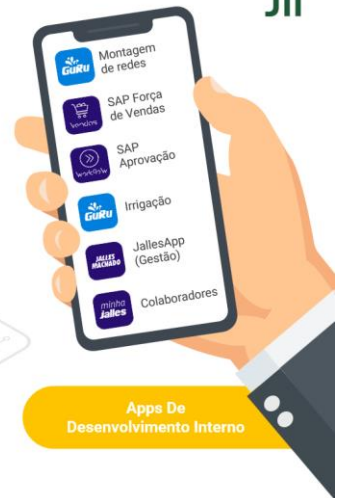 GURU
Montagem
de redes
vendas
SAP Força
de Vendas
workflow
SAP
Aprovação
GURU
Irrigação
JALLES
MACHADO
JallesApp
(Gestão)
minha
jalles
Colaboradores
Apps De
Desenvolvimento Interno